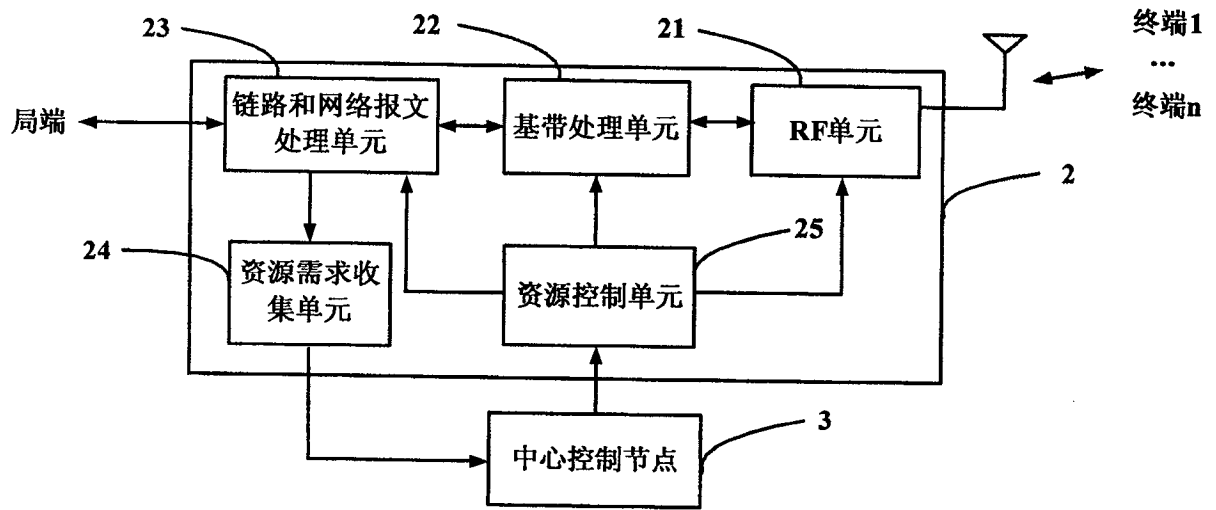 23
22
21
终端1
...
终端n
局端
链路和网络报文
处理单元
基带处理单元
RF单元
2
24
25
资源需求收
集单元
资源控制单元
3
中心控制节点